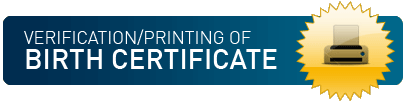 VERIFICATION/PRINTING OF
BIRTH CERTIFICATE